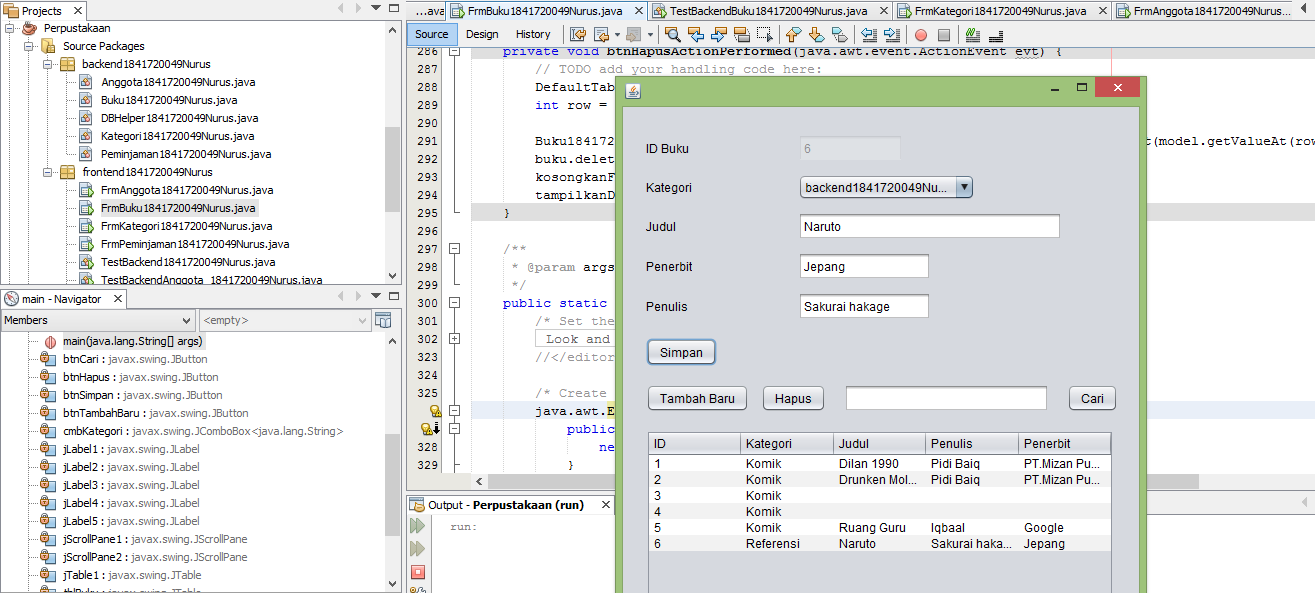 Projects
Perpustakaan
Source Packages
backend1841720049Nurus
Anggota1841720049Nurus.java
Buku1841720049Nurus.java
DBHelper1841720049Nurus.java
Kategori1841720049Nurus.java
Peminjaman1841720049Nurus.java
frontend1841720049Nurus
FrmAnggota1841720049Nurus.java
FrmBuku1841720049Nurus.java
FrmKategori1841720049Nurus.java
FrmPeminjaman1841720049Nurus.java
TestBackend1841720049Nurus.java
TestBackendAnggota_1841720049Nurus.java
main - Navigator
Members <empty>
main(java.lang.String[] args)
btnCari : javax.swing.JButton
btnHapus : javax.swing.JButton
btnSimpan : javax.swing.JButton
btnTambahBaru : javax.swing.JButton
cmbKategori : javax.swing.JComboBox<java.lang.String>
jLabel1 : javax.swing.JLabel
jLabel2 : javax.swing.JLabel
jLabel3 : javax.swing.JLabel
jLabel4 : javax.swing.JLabel
jLabel5 : javax.swing.JLabel
jScrollPane1 : javax.swing.JScrollPane
jScrollPane2 : javax.swing.JScrollPane
jTable1 : javax.swing.JTable
tblBuku : javax.swing.JTable
...ava FrmBuku1841720049Nurus.java TestBackendBuku1841720049Nurus.java FrmKategori1841720049Nurus.java FrmAnggota1841720049Nurus...
Source Design History
286 private void btnHapusActionPerformed(java.awt.event.ActionEvent evt) {
287 // TODO add your handling code here:
288 DefaultTab
289 int row =
290
291 Buku184172 t(model.getValueAt(row
292 buku.delet
293 kosongkanF
294 tampilkanD
295 }
296
297 /**
298 * @param args
299 */
300 public static
301 /* Set the
302 Look and
323 //</editor
324
325 /* Create
java.awt.E
public
328 ne
329 }
Output - Perpustakaan (run)
run:
ID Buku 6
Kategori backend1841720049Nu...
Judul Naruto
Penerbit Jepang
Penulis Sakurai hakage
Simpan
Tambah Baru Hapus Cari
ID Kategori Judul Penulis Penerbit
1 Komik Dilan 1990 Pidi Baiq PT.Mizan Pu...
2 Komik Drunken Mol... Pidi Baiq PT.Mizan Pu...
3 Komik
4 Komik
5 Komik Ruang Guru Iqbaal Google
6 Referensi Naruto Sakurai haka... Jepang